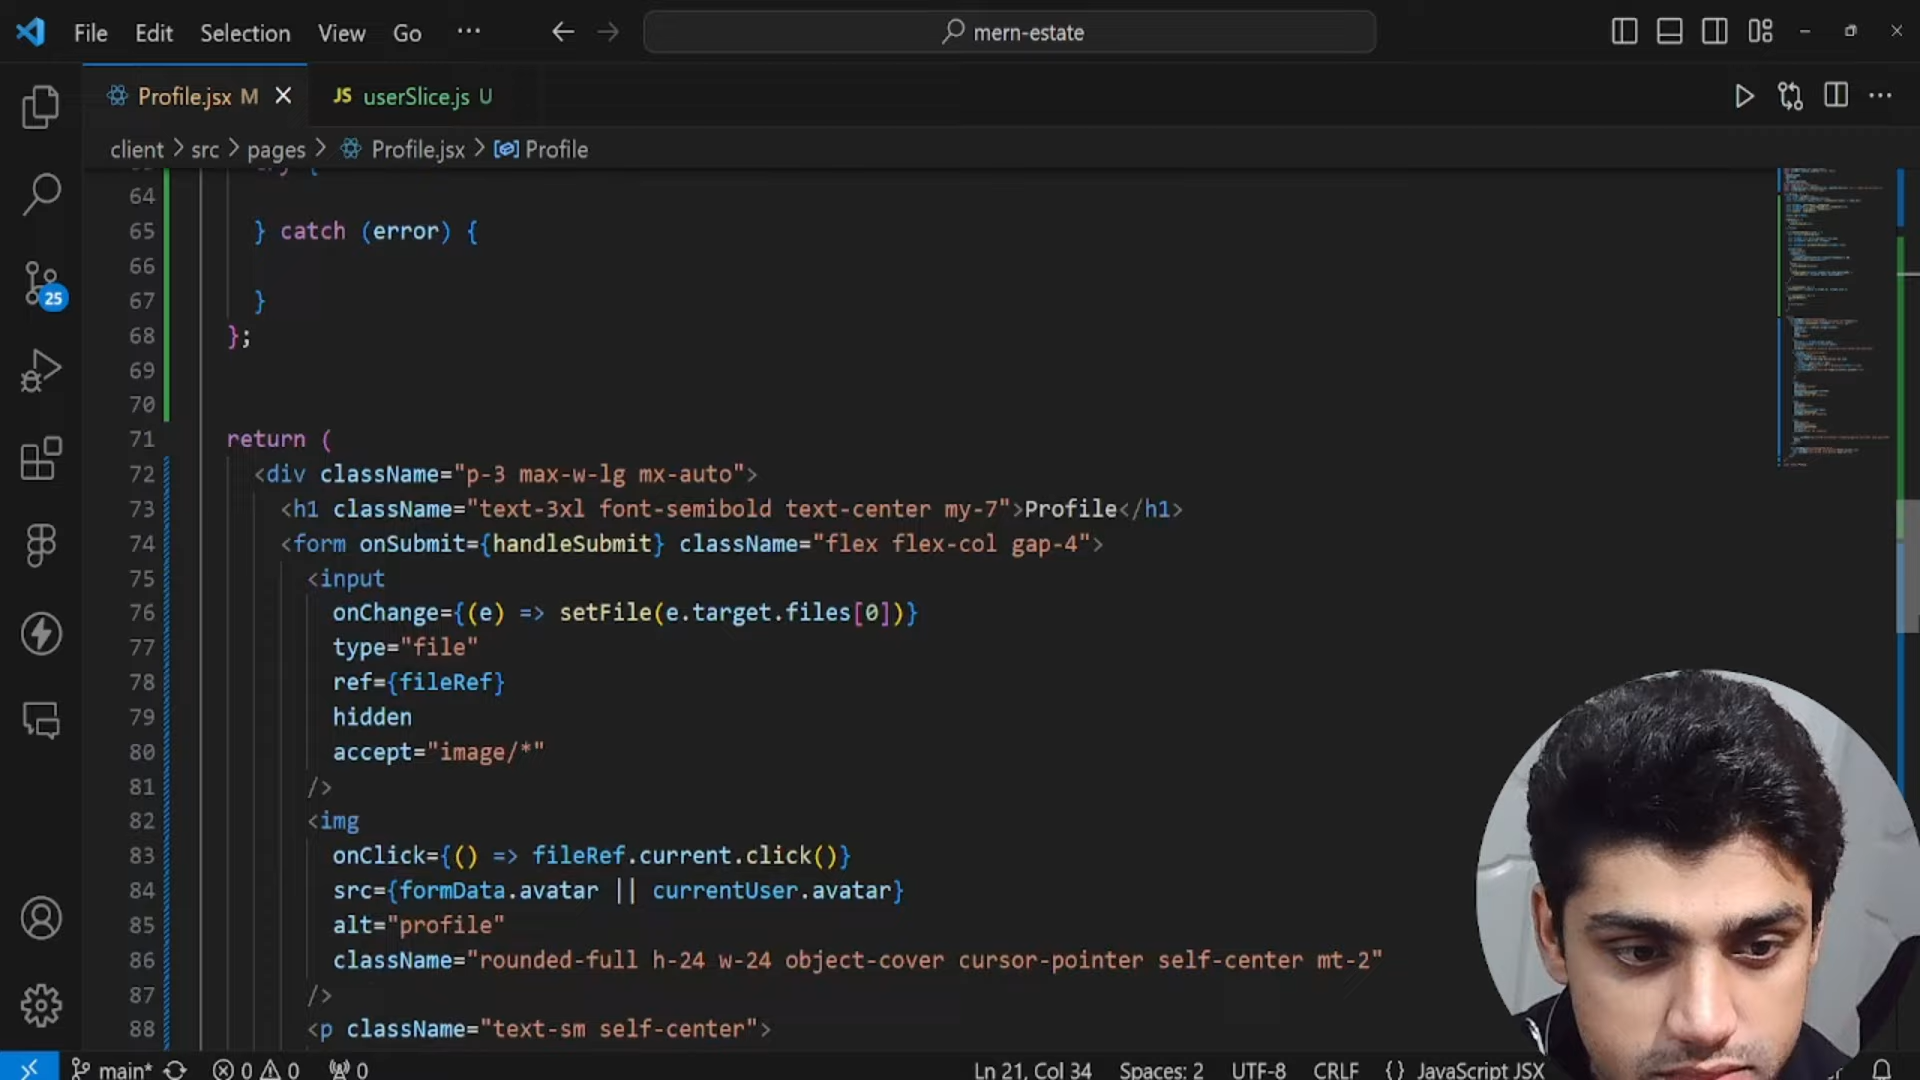 File Edit Selection View Go ··· mern-estate
Profile.jsx M JS userSlice.js U
client > src > pages > Profile.jsx > Profile
64
65 } catch (error) {
66
67 }
68 };
69
70
71 return (
72 <div className="p-3 max-w-lg mx-auto">
73 <h1 className="text-3xl font-semibold text-center my-7">Profile</h1>
74 <form onSubmit={handleSubmit} className="flex flex-col gap-4">
75 <input
76 onChange={(e) => setFile(e.target.files[0])}
77 type="file"
78 ref={fileRef}
79 hidden
80 accept="image/*"
81 />
82 <img
83 onClick={() => fileRef.current.click()}
84 src={formData.avatar || currentUser.avatar}
85 alt="profile"
86 className="rounded-full h-24 w-24 object-cover cursor-pointer self-center mt-2"
87 />
88 <p className="text-sm self-center">
25
main* 0 0 0 Ln 21, Col 34 Spaces: 2 UTF-8 CRLF {} JavaScript JSX